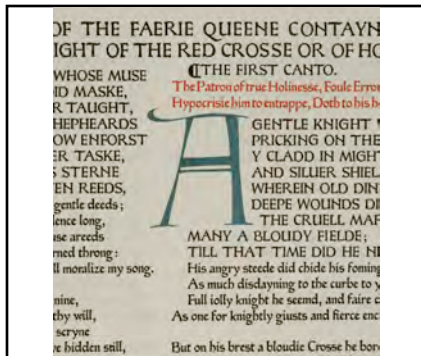 OF THE FAERIE QUEENE CONTAYN
IGHT OF THE RED CROSSE OR OF HO
WHOSE MUSE
ID MASKE,
R TAUGHT,
HEPHEARDS
OW ENFORST
ER TASKE,
S STERNE
TEN REEDS,
gentle deeds;
lence long,
use areeds
rned throng:
ll moralize my song.
nine,
thy will,
scryne
ve hidden still,
⁋THE FIRST CANTO.
The Patron of true Holinesse, Foule Error
Hypocrisie him to entrappe, Doth to his h
A GENTLE KNIGHT
PRICKING ON THE
Y CLADD IN MIGHT
AND SILUER SHIEL
WHEREIN OLD DIN
DEEPE WOUNDS DI
THE CRUELL MAR
MANY A BLOUDY FIELDE;
TILL THAT TIME DID HE NE
His angry steede did chide his foming
As much disdayning to the curbe to y
Full iolly knight he seemd, and faire d
As one for knightly giusts and fierce enc
But on his brest a bloudie Crosse he bor